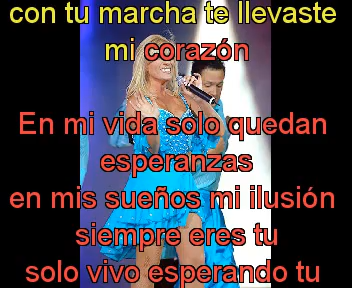 con tu marcha te llevaste
mi corazón
En mi vida solo quedan
esperanzas
en mis sueños mi ilusión
siempre eres tu
solo vivo esperando tu